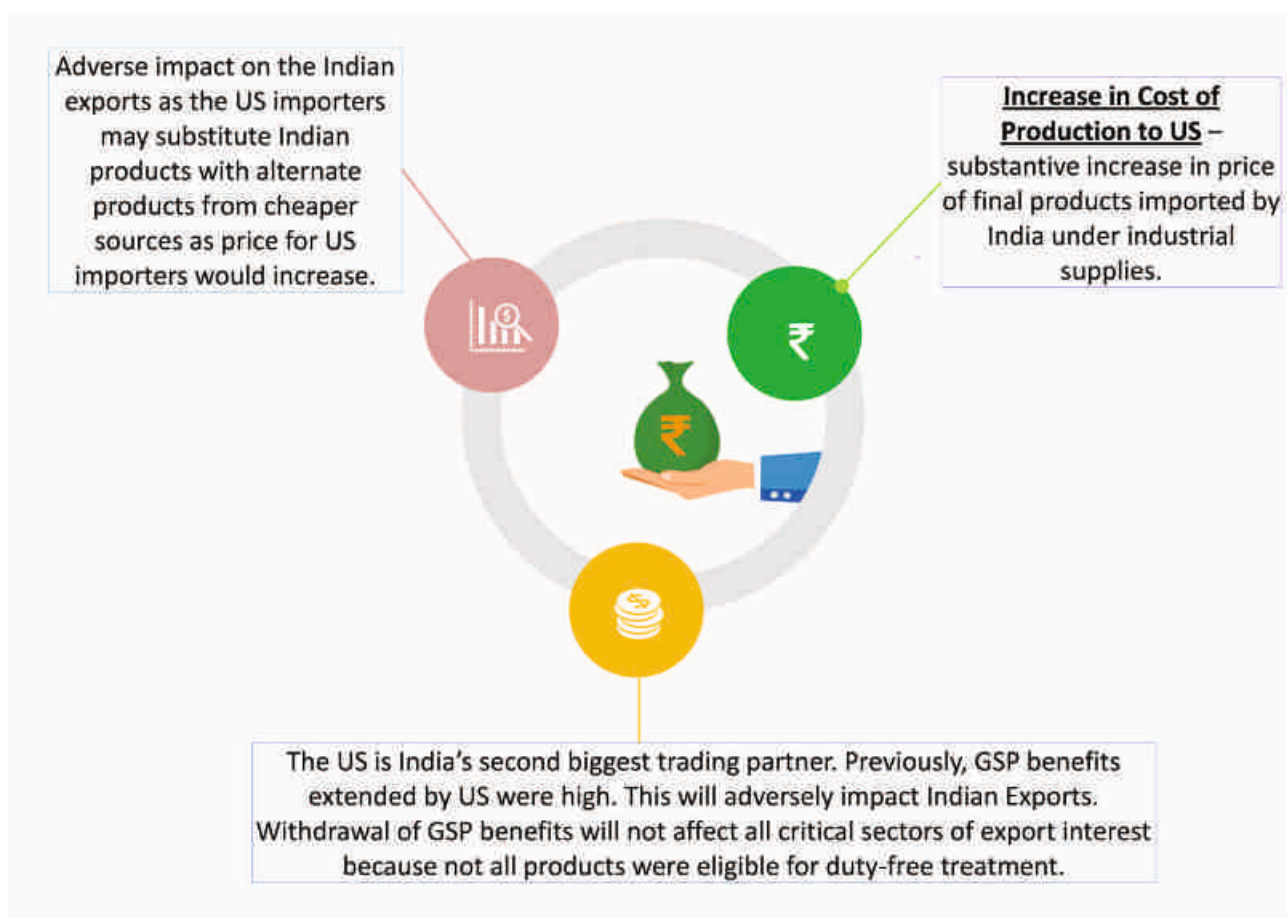 Adverse impact on the Indian
exports as the US importers
may substitute Indian
products with alternate
products from cheaper
sources as price for US
importers would increase.
Increase in Cost of
Production to US –
substantive increase in price
of final products imported by
India under industrial
supplies.
$
₹
₹
The US is India's second biggest trading partner. Previously, GSP benefits
extended by US were high. This will adversely impact Indian Exports.
Withdrawal of GSP benefits will not affect all critical sectors of export interest
because not all products were eligible for duty-free treatment.